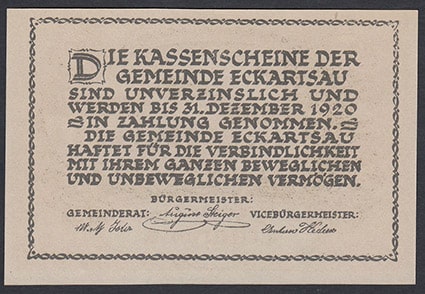 DIE KASSENSCHEINE DER
GEMEINDE ECKARTSAU
SIND UNVERZINSLICH UND
WERDEN BIS 31. DEZEMBER 1920
IN ZAHLUNG GENOMMEN.
DIE GEMEINDE ECKARTSAU
HAFTET FÜR DIE VERBINDLICHKEIT
MIT IHREM GANZEN BEWEGLICHEN
UND UNBEWEGLICHEN VERMÖGEN.
BÜRGERMEISTER:
GEMEINDERAT: VICEBÜRGERMEISTER: